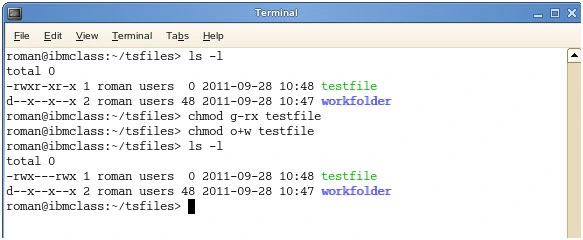 Terminal
File Edit View Terminal Tabs Help
roman@ibmclass:~/tsfiles> ls -l
total 0
-rwxr-xr-x 1 roman users  0 2011-09-28 10:48 testfile
d--x--x--x 2 roman users 48 2011-09-28 10:47 workfolder
roman@ibmclass:~/tsfiles> chmod g-rx testfile
roman@ibmclass:~/tsfiles> chmod o+w testfile
roman@ibmclass:~/tsfiles> ls -l
total 0
-rwx---rwx 1 roman users  0 2011-09-28 10:48 testfile
d--x--x--x 2 roman users 48 2011-09-28 10:47 workfolder
roman@ibmclass:~/tsfiles>